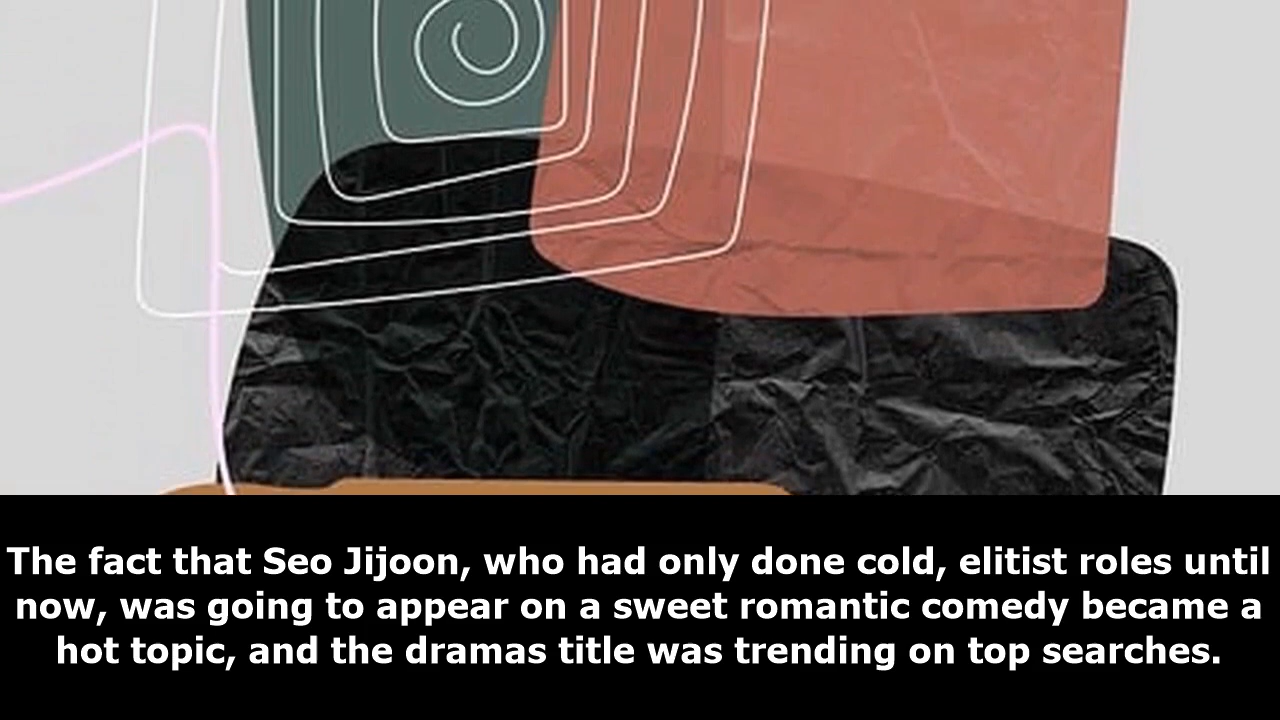 The fact that Seo Jijoon, who had only done cold, elitist roles until
now, was going to appear on a sweet romantic comedy became a
hot topic, and the dramas title was trending on top searches.